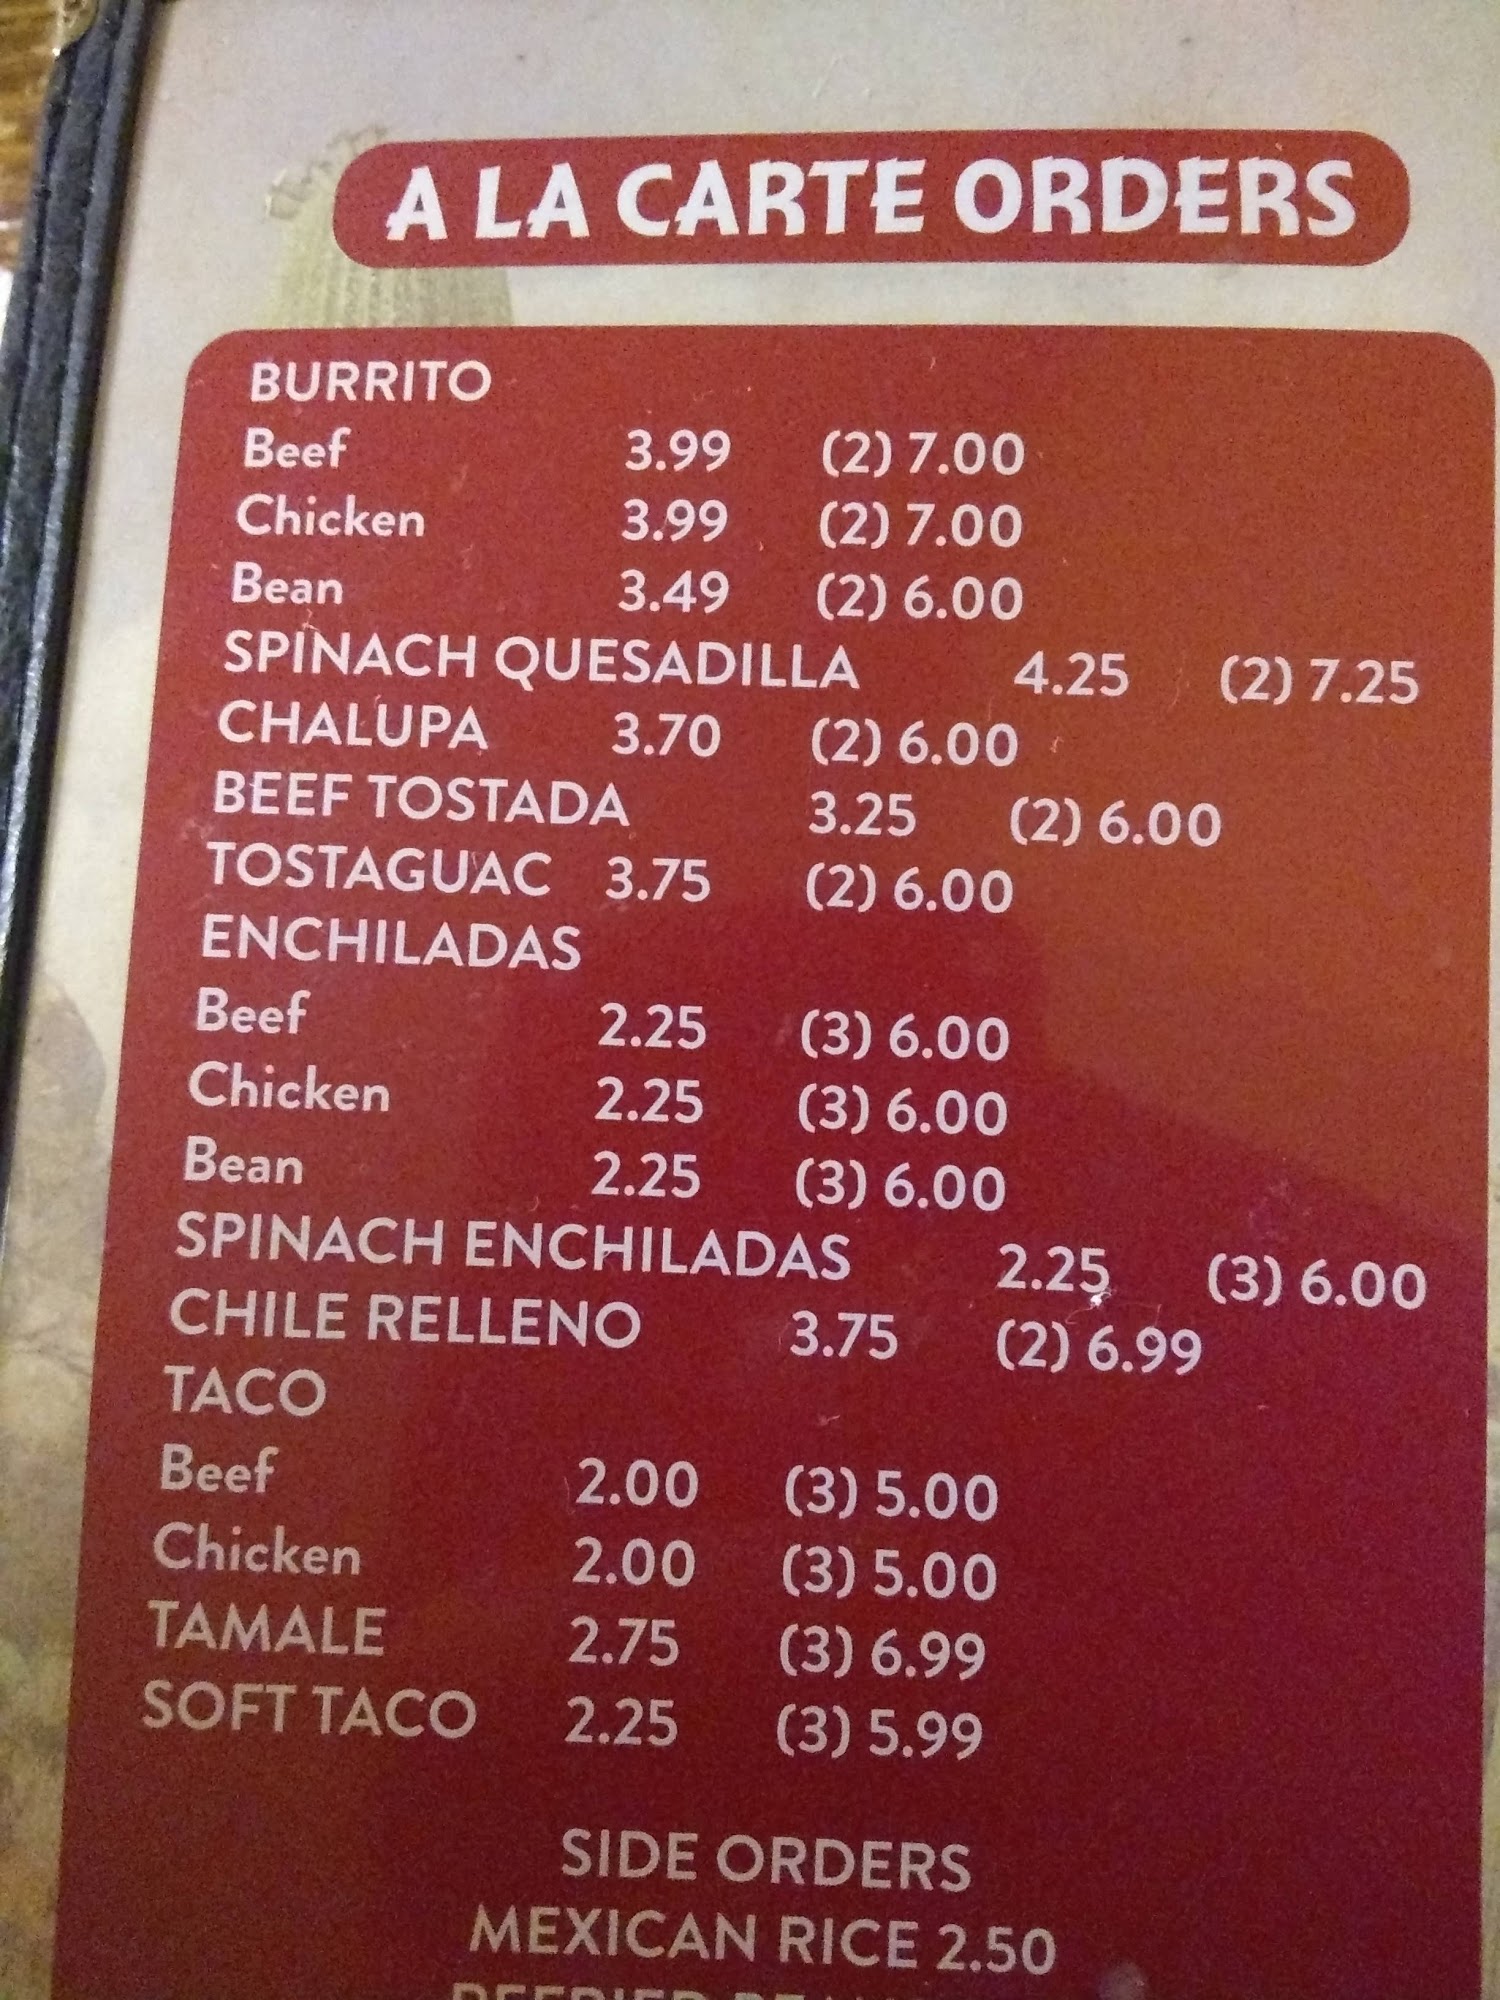 A LA CARTE ORDERS
BURRITO
Beef 3.99 (2) 7.00
Chicken 3.99 (2) 7.00
Bean 3.49 (2) 6.00
SPINACH QUESADILLA 4.25 (2) 7.25
CHALUPA 3.70 (2) 6.00
BEEF TOSTADA 3.25 (2) 6.00
TOSTAGUAC 3.75 (2) 6.00
ENCHILADAS
Beef 2.25 (3) 6.00
Chicken 2.25 (3) 6.00
Bean 2.25 (3) 6.00
SPINACH ENCHILADAS 2.25 (3) 6.00
CHILE RELLENO 3.75 (2) 6.99
TACO
Beef 2.00 (3) 5.00
Chicken 2.00 (3) 5.00
TAMALE 2.75 (3) 6.99
SOFT TACO 2.25 (3) 5.99
SIDE ORDERS
MEXICAN RICE 2.50